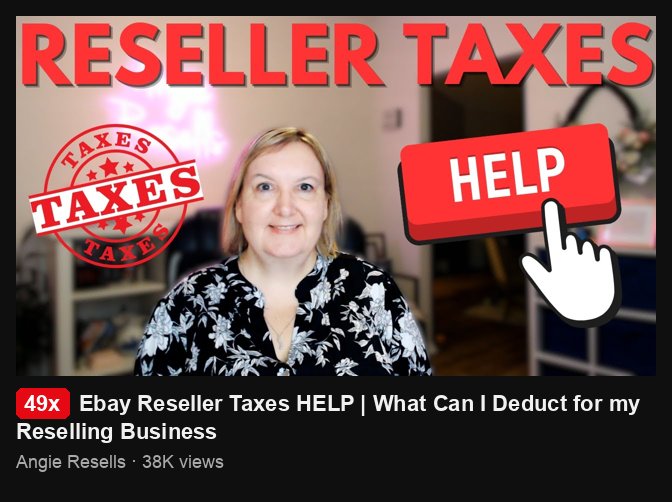 RESELLER TAXES
TAXES
TAXES
TAXES
HELP
49x Ebay Reseller Taxes HELP | What Can I Deduct for my
Reselling Business
Angie Resells · 38K views